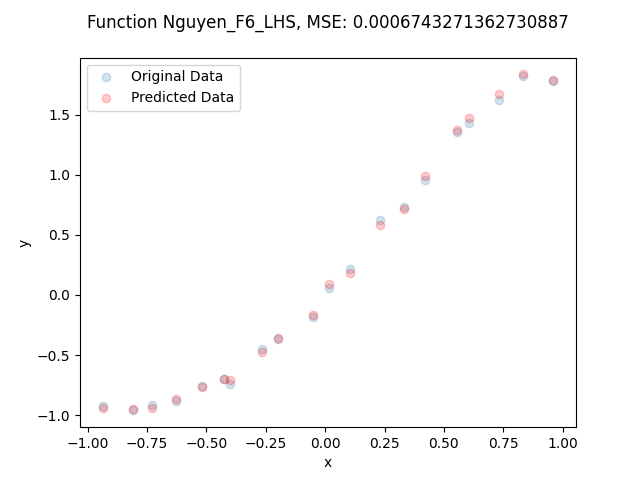 Function Nguyen_F6_LHS, MSE: 0.0006743271362730887
Original Data
Predicted Data
1.5
1.0
0.5
0.0
−0.5
−1.0
y
−1.00 −0.75 −0.50 −0.25 0.00 0.25 0.50 0.75 1.00
x